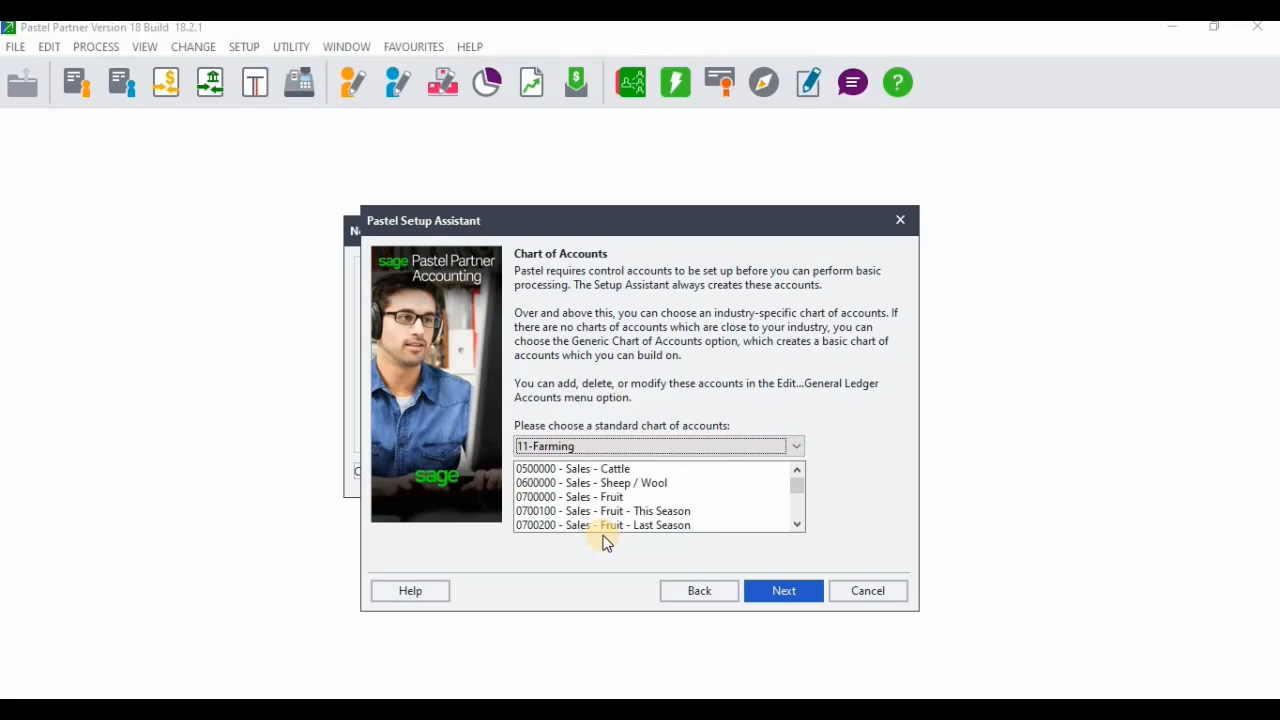 Pastel Partner Version 18 Build 18.2.1
FILE EDIT PROCESS VIEW CHANGE SETUP UTILITY WINDOW FAVOURITES HELP
Pastel Setup Assistant
sage Pastel Partner
Accounting
sage
Chart of Accounts
Pastel requires control accounts to be set up before you can perform basic
processing. The Setup Assistant always creates these accounts.
Over and above this, you can choose an industry-specific chart of accounts. If
there are no charts of accounts which are close to your industry, you can
choose the Generic Chart of Accounts option, which creates a basic chart of
accounts which you can build on.
You can add, delete, or modify these accounts in the Edit...General Ledger
Accounts menu option.
Please choose a standard chart of accounts:
11-Farming
0500000 - Sales - Cattle
0600000 - Sales - Sheep / Wool
0700000 - Sales - Fruit
0700100 - Sales - Fruit - This Season
0700200 - Sales - Fruit - Last Season
Help Back Next Cancel